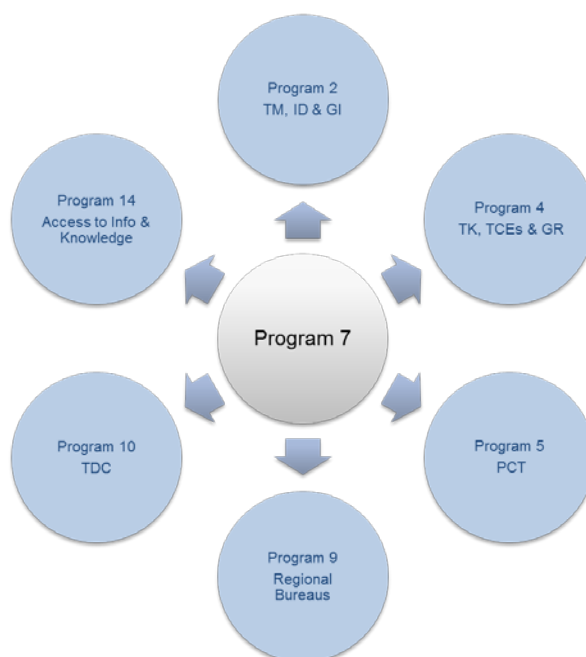 Program 2
TM, ID & GI
Program 14
Access to Info &
Knowledge
Program 4
TK, TCEs & GR
Program 7
Program 10
TDC
Program 5
PCT
Program 9
Regional
Bureaus